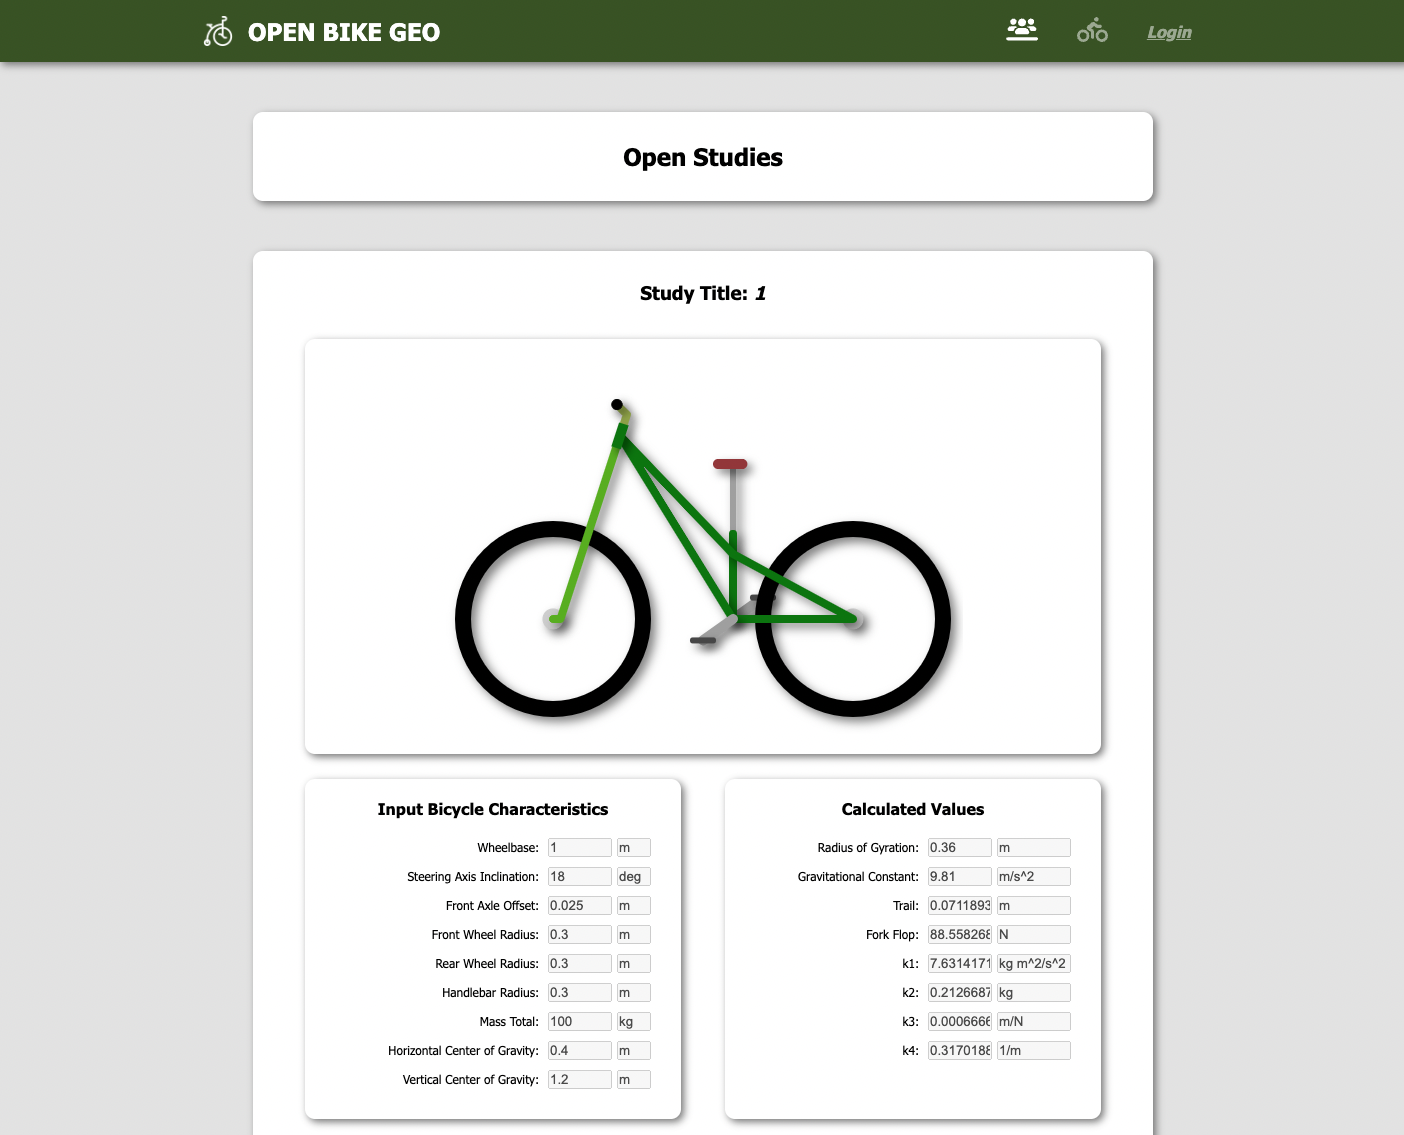 OPEN BIKE GEO
Login
Open Studies
Study Title: 1
Input Bicycle Characteristics
Wheelbase: 1 m
Steering Axis Inclination: 18 deg
Front Axle Offset: 0.025 m
Front Wheel Radius: 0.3 m
Rear Wheel Radius: 0.3 m
Handlebar Radius: 0.3 m
Mass Total: 100 kg
Horizontal Center of Gravity: 0.4 m
Vertical Center of Gravity: 1.2 m
Calculated Values
Radius of Gyration: 0.36 m
Gravitational Constant: 9.81 m/s^2
Trail: 0.0711893 m
Fork Flop: 88.558268 N
k1: 7.6314171 kg m^2/s^2
k2: 0.2126687 kg
k3: 0.0006666 m/N
k4: 0.3170188 1/m